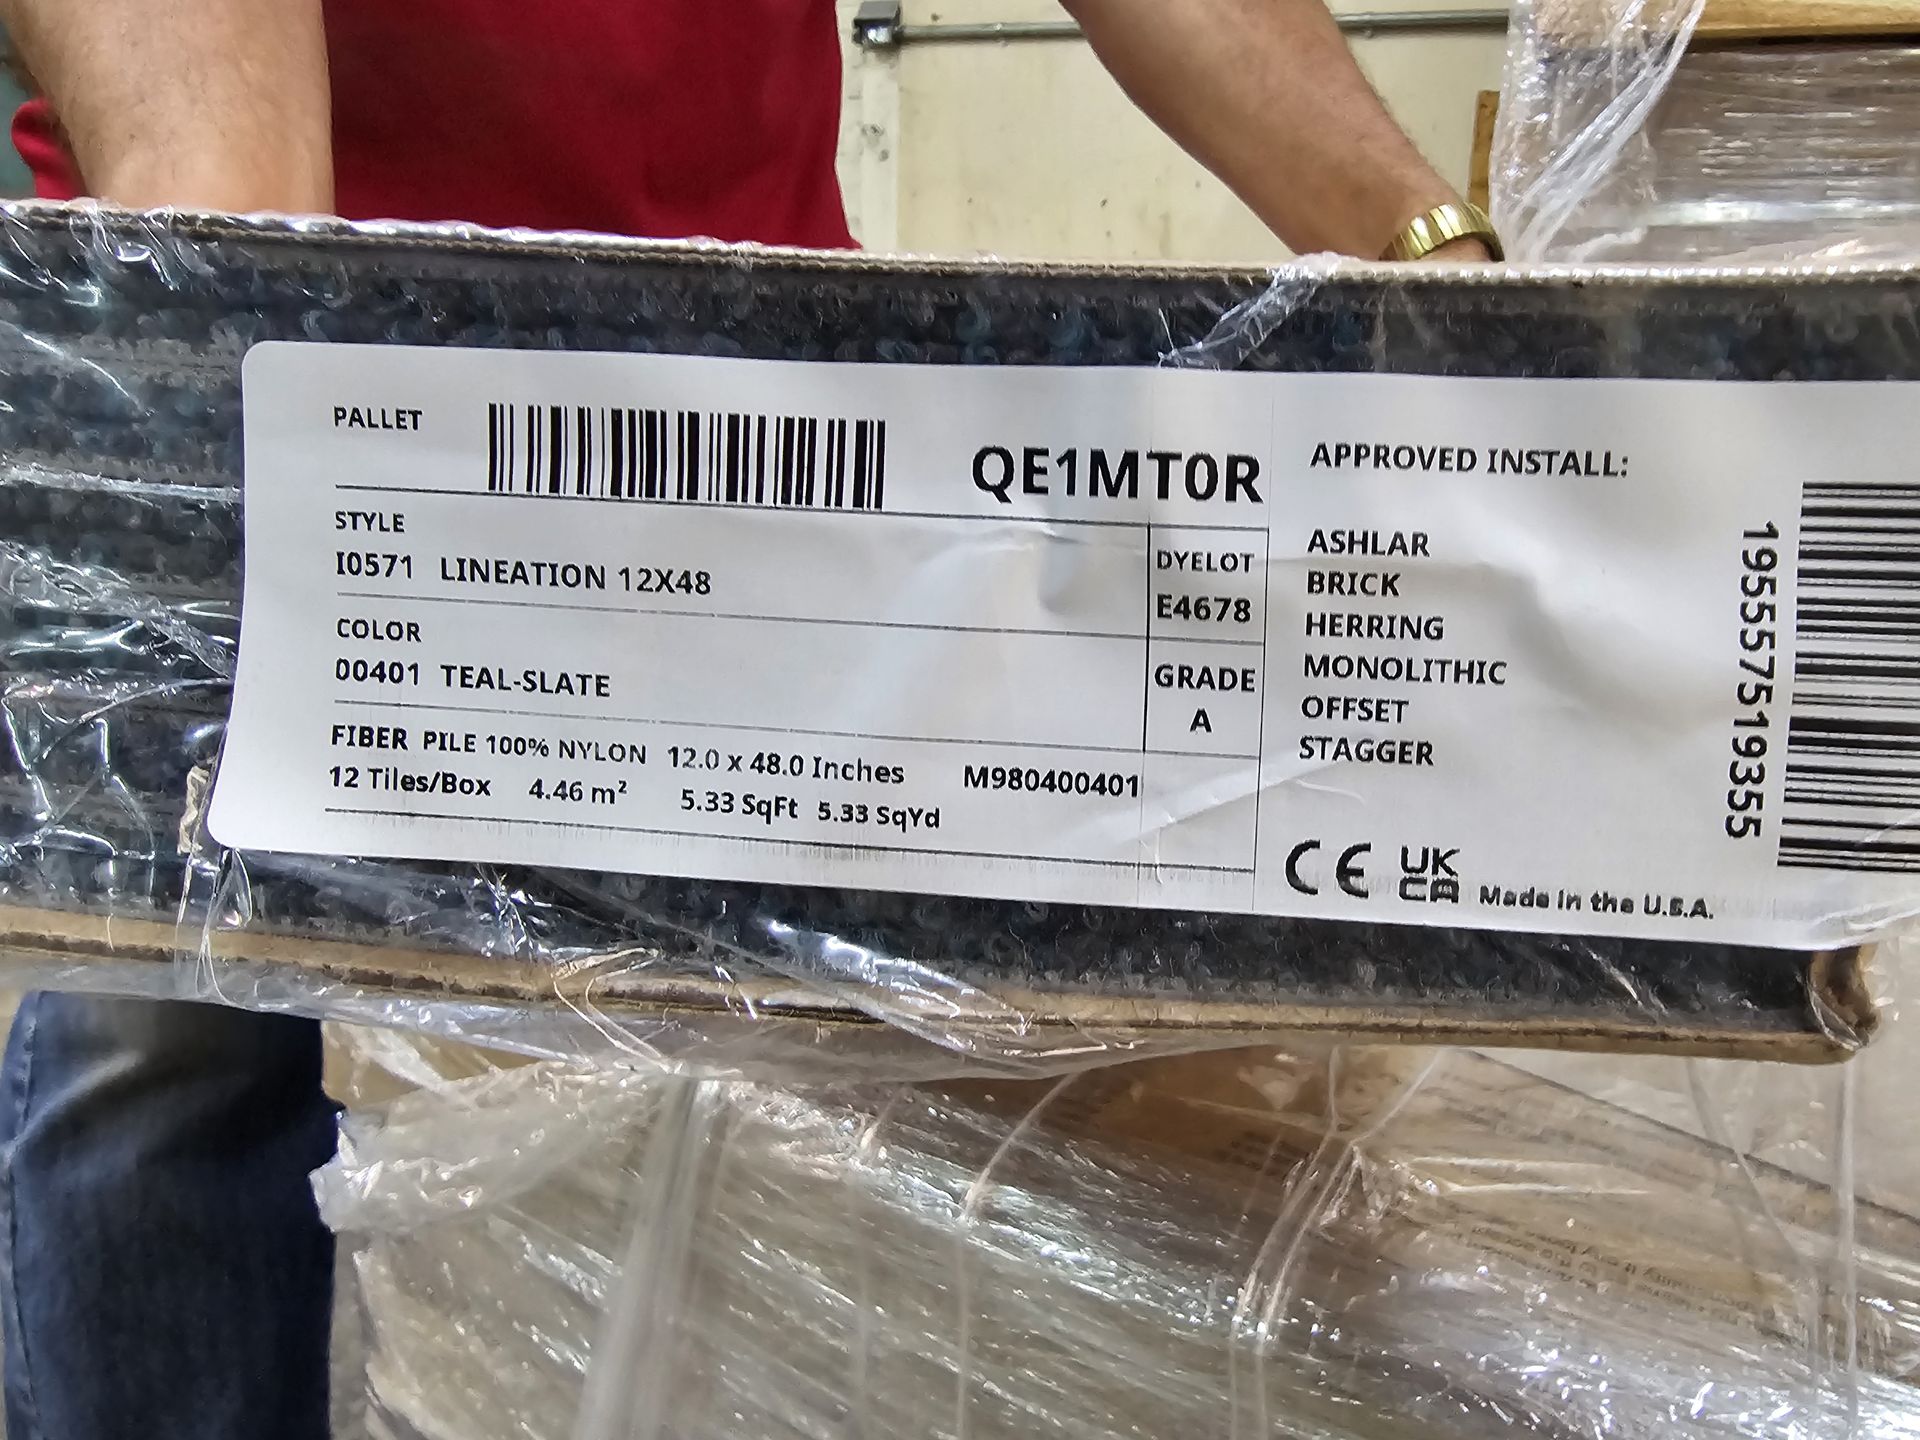 PALLET
QE1MT0R
STYLE
I0571 LINEATION 12X48
DYELOT
E4678
COLOR
00401 TEAL-SLATE
GRADE
A
FIBER PILE 100% NYLON 12.0 x 48.0 Inches M980400401
12 Tiles/Box 4.46 m² 5.33 SqFt 5.33 SqYd
APPROVED INSTALL:
ASHLAR
BRICK
HERRING
MONOLITHIC
OFFSET
STAGGER
CE UK CA Made in the U.S.A.
19557519355